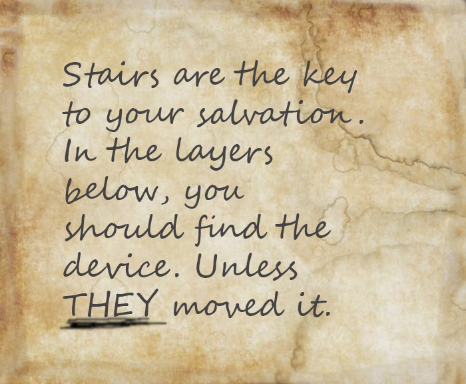 Stairs are the key
to your salvation.
In the layers
below, you
should find the
device. Unless
THEY moved it.